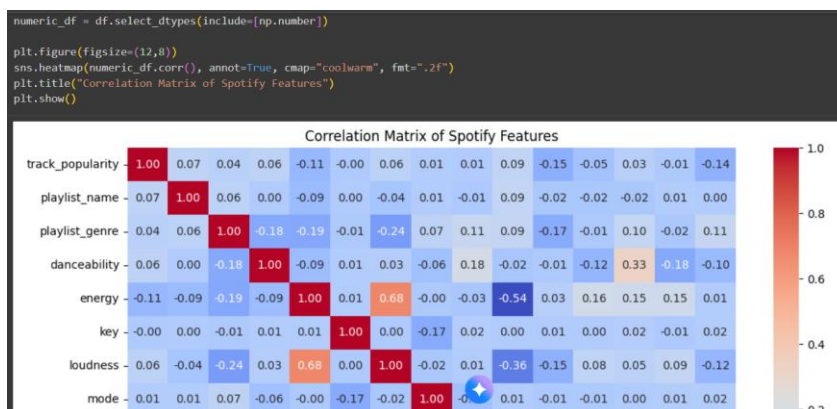 numeric_df = df.select_dtypes(include=[np.number])
plt.figure(figsize=(12,8))
sns.heatmap(numeric_df.corr(), annot=True, cmap="coolwarm", fmt=".2f")
plt.title("Correlation Matrix of Spotify Features")
plt.show()
Correlation Matrix of Spotify Features
track_popularity 1.00 0.07 0.04 0.06 -0.11 -0.00 0.06 0.01 0.01 0.09 -0.15 -0.05 0.03 -0.01 -0.14
playlist_name 0.07 1.00 0.06 0.00 -0.09 0.00 -0.04 0.01 -0.01 0.09 -0.02 -0.02 -0.02 0.01 0.00
playlist_genre 0.04 0.06 1.00 -0.18 -0.19 -0.01 -0.24 0.07 0.11 0.09 -0.17 -0.01 0.10 -0.02 0.11
danceability 0.06 0.00 -0.18 1.00 -0.09 0.01 0.03 -0.06 0.18 -0.02 -0.01 -0.12 0.33 -0.18 -0.10
energy -0.11 -0.09 -0.19 -0.09 1.00 0.01 0.68 -0.00 -0.03 -0.54 0.03 0.16 0.15 0.15 0.01
key -0.00 0.00 -0.01 0.01 0.01 1.00 0.00 -0.17 0.02 0.00 0.01 0.00 0.02 -0.01 0.02
loudness 0.06 -0.04 -0.24 0.03 0.68 0.00 1.00 -0.02 0.01 -0.36 -0.15 0.08 0.05 0.09 -0.12
mode 0.01 0.01 0.07 -0.06 -0.00 -0.17 -0.02 1.00 0.01 -0.01 -0.01 0.00 0.01 0.02
1.0
0.8
0.6
0.4